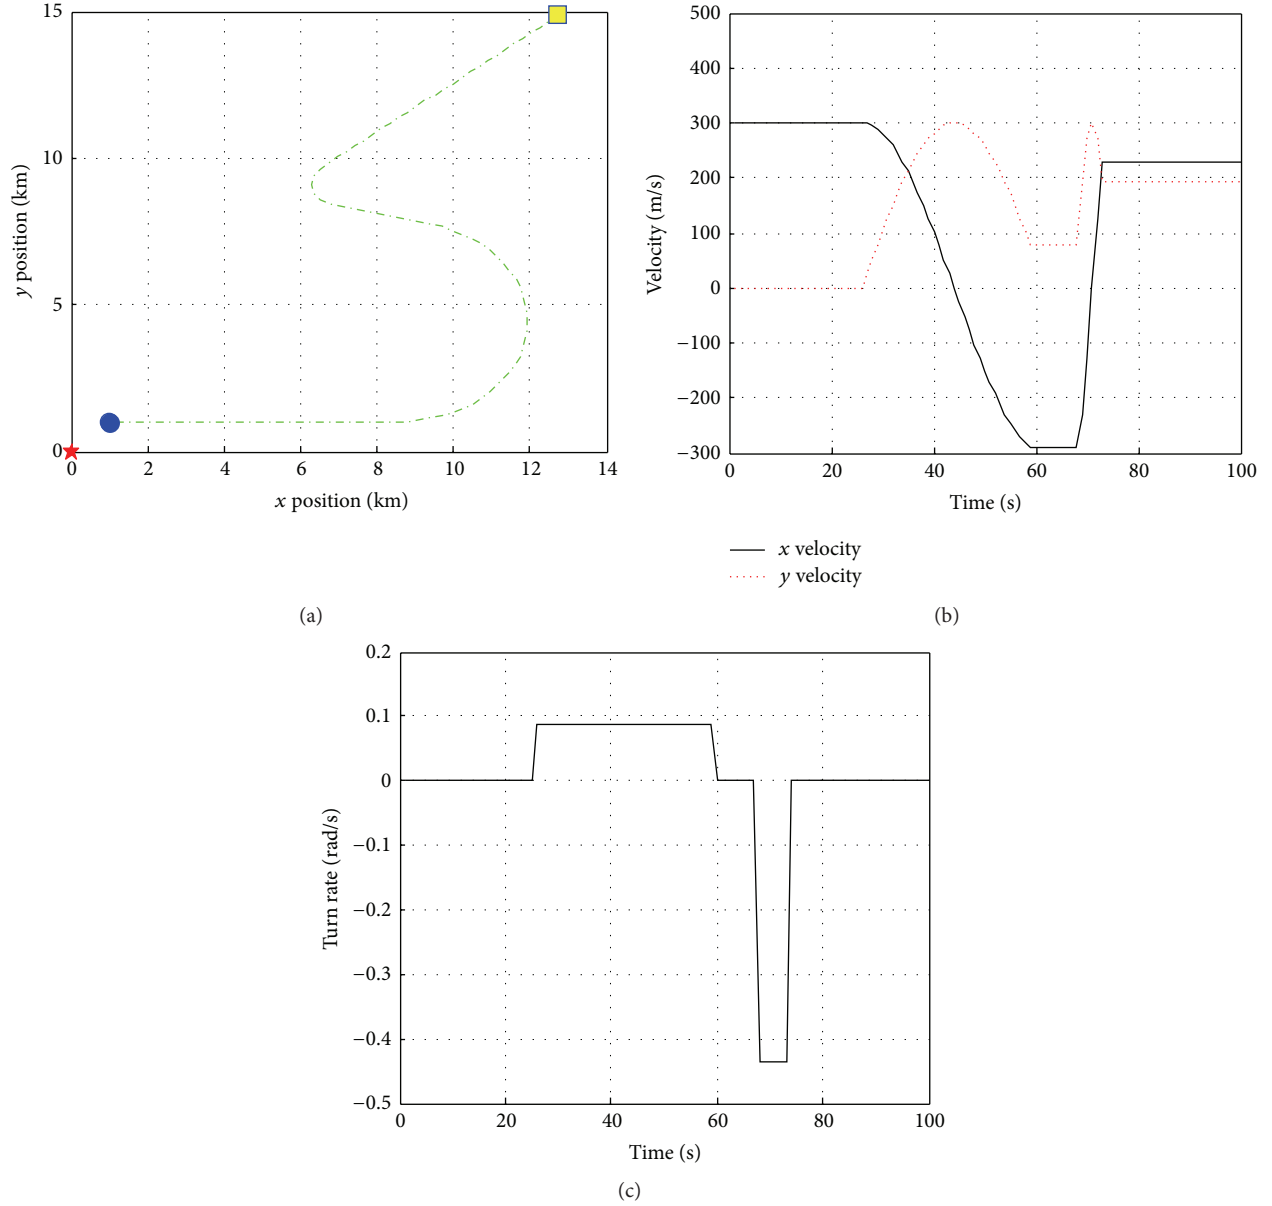 15
10
5
0
y position (km)
0 2 4 6 8 10 12 14
x position (km)
(a)
500
400
300
200
100
0
−100
−200
−300
Velocity (m/s)
0 20 40 60 80 100
Time (s)
x velocity
y velocity
(b)
0.2
0.1
0
−0.1
−0.2
−0.3
−0.4
−0.5
Turn rate (rad/s)
0 20 40 60 80 100
Time (s)
(c)